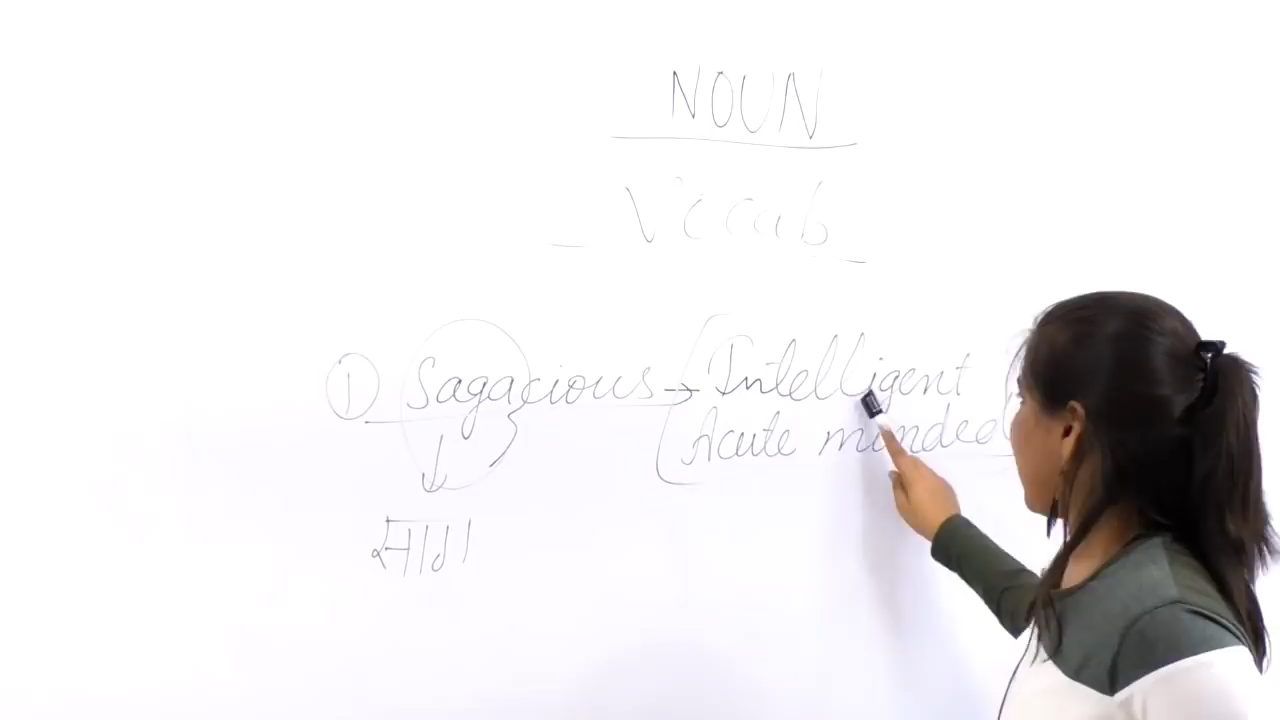 NOUN
Vocab
① Sagacious → Intelligent
Acute minded
↓
साग